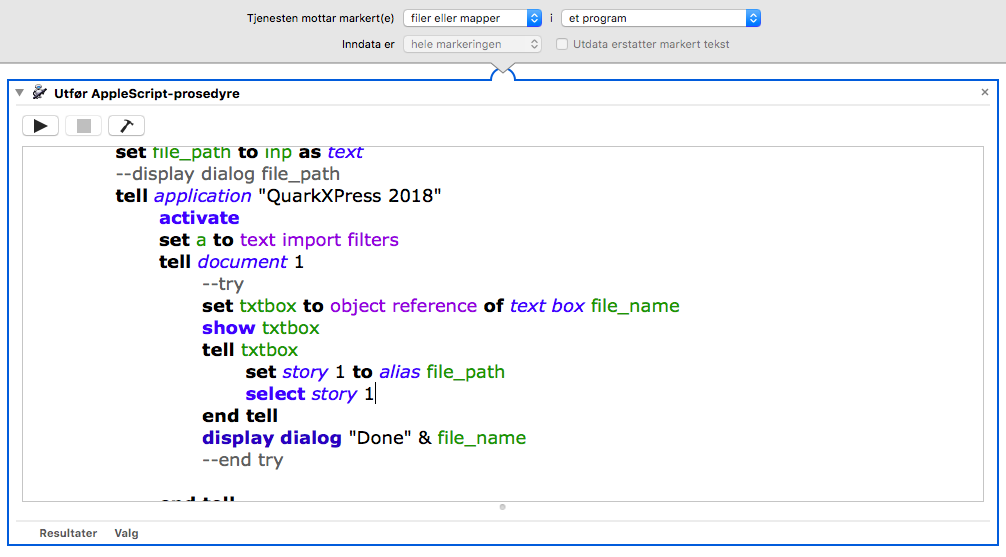 Tjenesten mottar markert(e) filer eller mapper i et program
Inndata er hele markeringen Utdata erstatter markert tekst
Utfør AppleScript-prosedyre
set file_path to inp as text
--display dialog file_path
tell application "QuarkXPress 2018"
activate
set a to text import filters
tell document 1
--try
set txtbox to object reference of text box file_name
show txtbox
tell txtbox
set story 1 to alias file_path
select story 1
end tell
display dialog "Done" & file_name
--end try
end tell
Resultater Valg